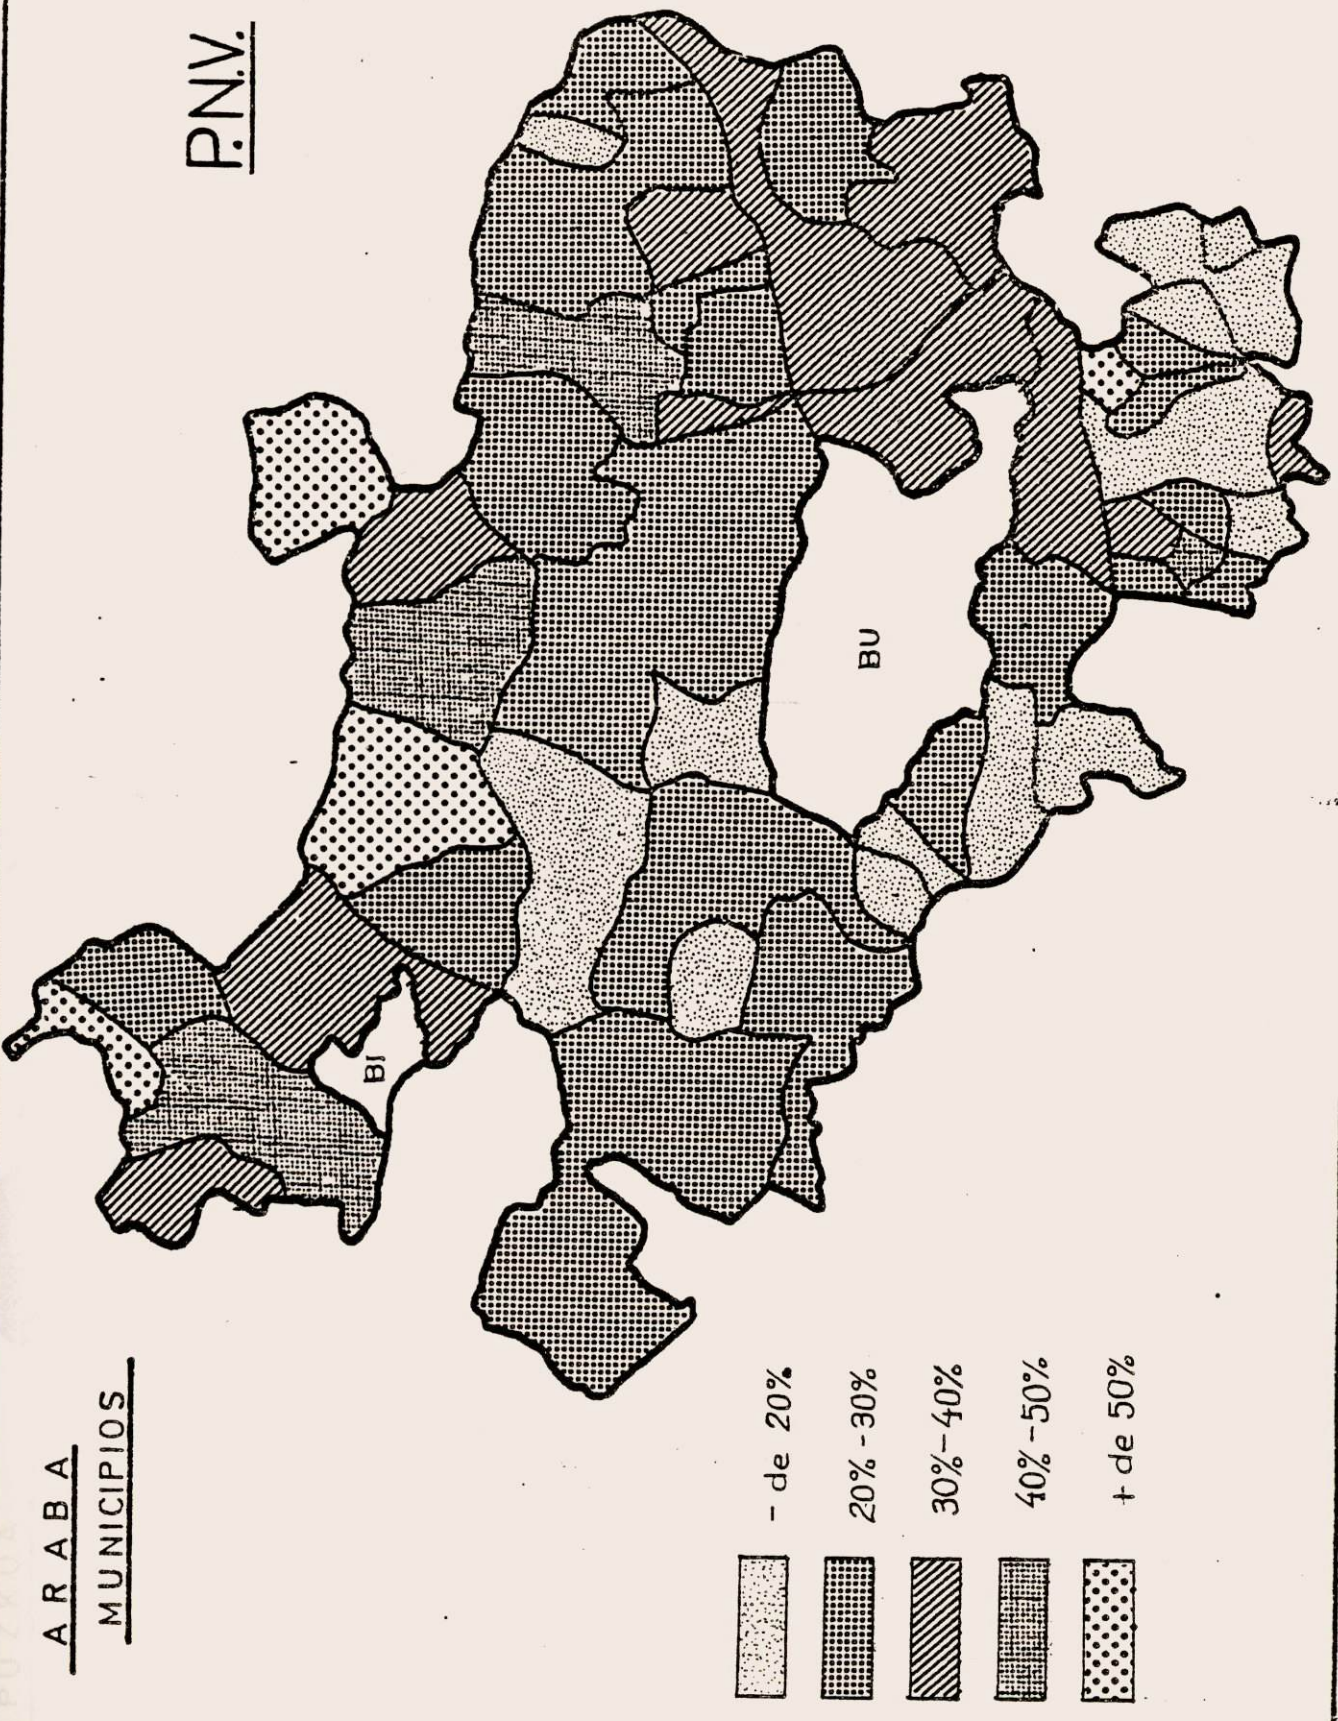 ARABA
MUNICIPIOS
P.N.V.
BI
BU
- de 20%
20% - 30%
30% - 40%
40% - 50%
+ de 50%